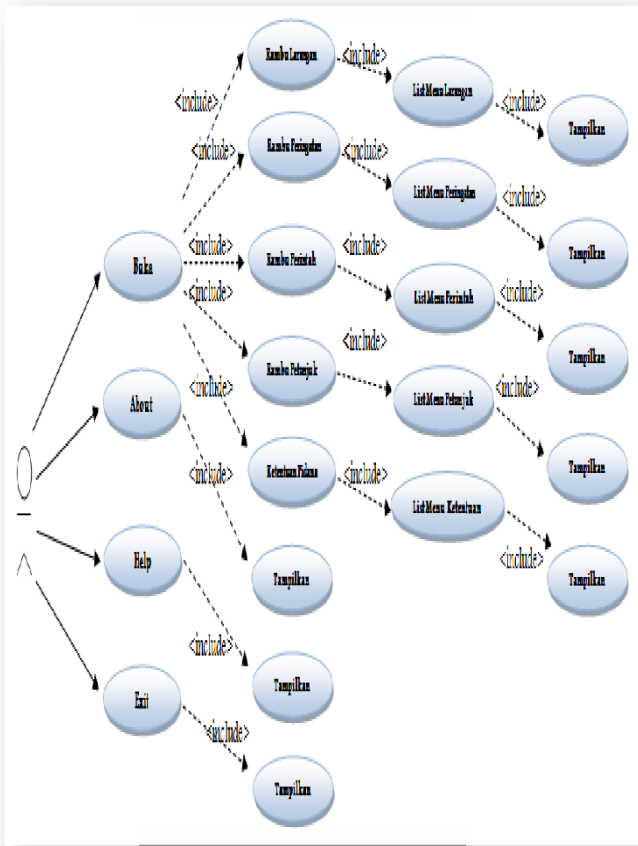 Rambu Larangan
<include>
List Menu Larangan
<include>
<include>
Tampilkan
Rambu Peringatan
<include>
<include>
List Menu Peringatan
<include>
Tampilkan
Buka
<include>
Rambu Perintah
<include>
List Menu Perintah
<include>
Tampilkan
<include>
Rambu Petunjuk
<include>
List Menu Petunjuk
<include>
Tampilkan
About
<include>
Ketentuan Pidana
<include>
List Menu Ketentuan
<include>
Tampilkan
<include>
Tampilkan
Help
<include>
Tampilkan
Exit
<include>
Tampilkan